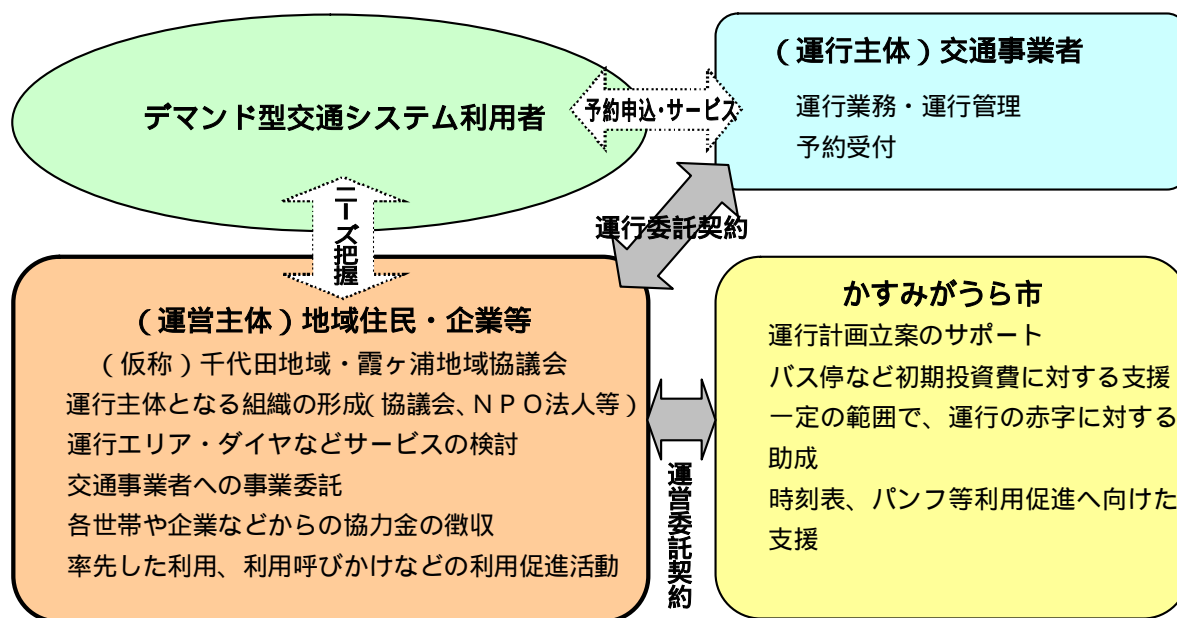 デマンド型交通システム利用者
予約申込・サービス
（運行主体）交通事業者
運行業務・運行管理
予約受付
ニーズ把握
運行委託契約
（運営主体）地域住民・企業等
（仮称）千代田地域・霞ヶ浦地域協議会
運行主体となる組織の形成（協議会、ＮＰＯ法人等）
運行エリア・ダイヤなどサービスの検討
交通事業者への事業委託
各世帯や企業などからの協力金の徴収
率先した利用、利用呼びかけなどの利用促進活動
運営委託契約
かすみがうら市
運行計画立案のサポート
バス停など初期投資費に対する支援
一定の範囲で、運行の赤字に対する
助成
時刻表、パンフ等利用促進へ向けた
支援